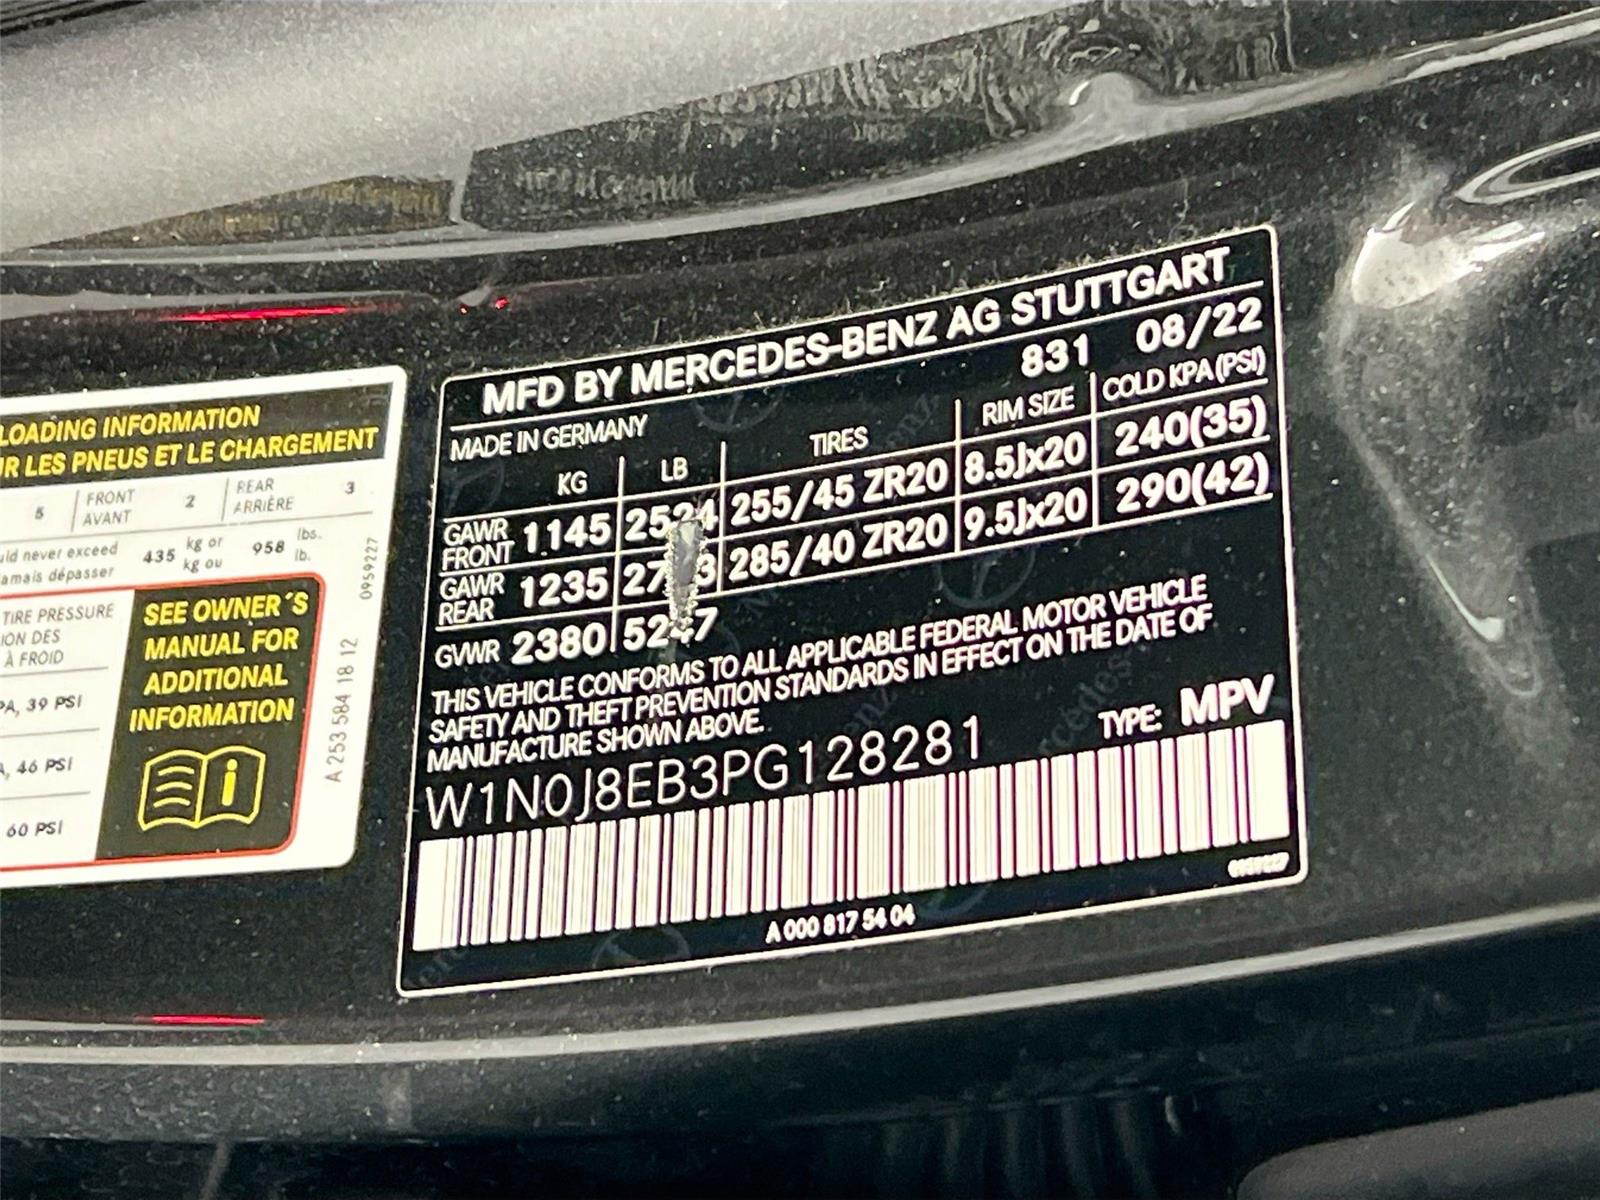 LOADING INFORMATION
R LES PNEUS ET LE CHARGEMENT
5 FRONT AVANT 2 REAR ARRIÈRE 3
uld never exceed
amais dépasser
435 kg or kg ou 958 lbs. lb.
TIRE PRESSURE
ION DES
À FROID
PA, 39 PSI
A, 46 PSI
60 PSI
SEE OWNER´S
MANUAL FOR
ADDITIONAL
INFORMATION
i
0959227
A 253 584 18 12
MFD BY MERCEDES-BENZ AG STUTTGART
MADE IN GERMANY 831 08/22
KG LB TIRES RIM SIZE COLD KPA(PSI)
GAWR FRONT 1145 2524 255/45 ZR20 8.5Jx20 240(35)
GAWR REAR 1235 285/40 ZR20 9.5Jx20 290(42)
GVWR 2380 5247
THIS VEHICLE CONFORMS TO ALL APPLICABLE FEDERAL MOTOR VEHICLE
SAFETY AND THEFT PREVENTION STANDARDS IN EFFECT ON THE DATE OF
MANUFACTURE SHOWN ABOVE.
TYPE: MPV
W1N0J8EB3PG128281
A 000 817 54 04